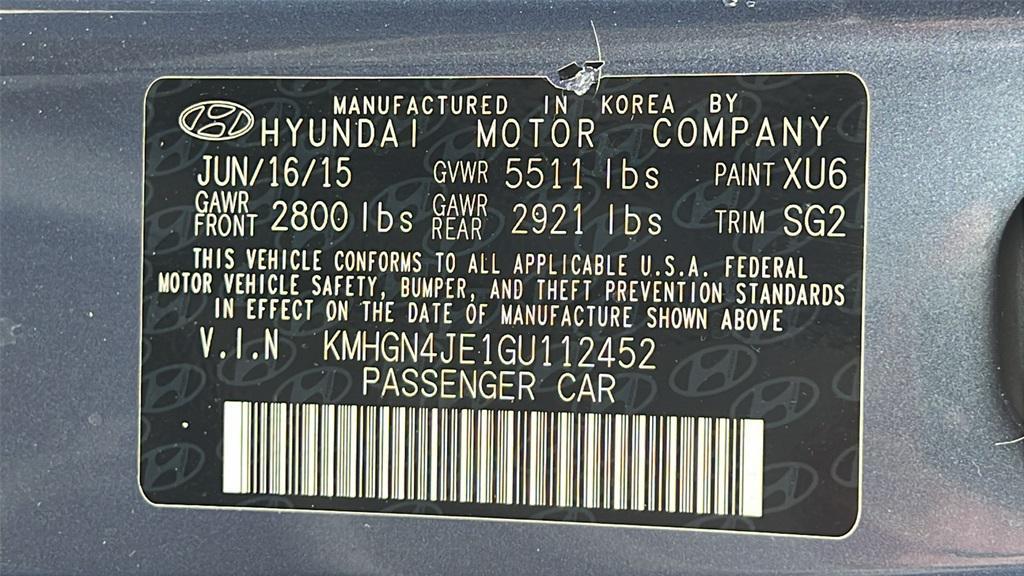 MANUFACTURED IN KOREA BY
HYUNDAI MOTOR COMPANY
JUN/16/15 GVWR 5511 lbs PAINT XU6
GAWR FRONT 2800 lbs GAWR REAR 2921 lbs TRIM SG2
THIS VEHICLE CONFORMS TO ALL APPLICABLE U.S.A. FEDERAL
MOTOR VEHICLE SAFETY, BUMPER, AND THEFT PREVENTION STANDARDS
IN EFFECT ON THE DATE OF MANUFACTURE SHOWN ABOVE
V.I.N KMHGN4JE1GU112452
PASSENGER CAR